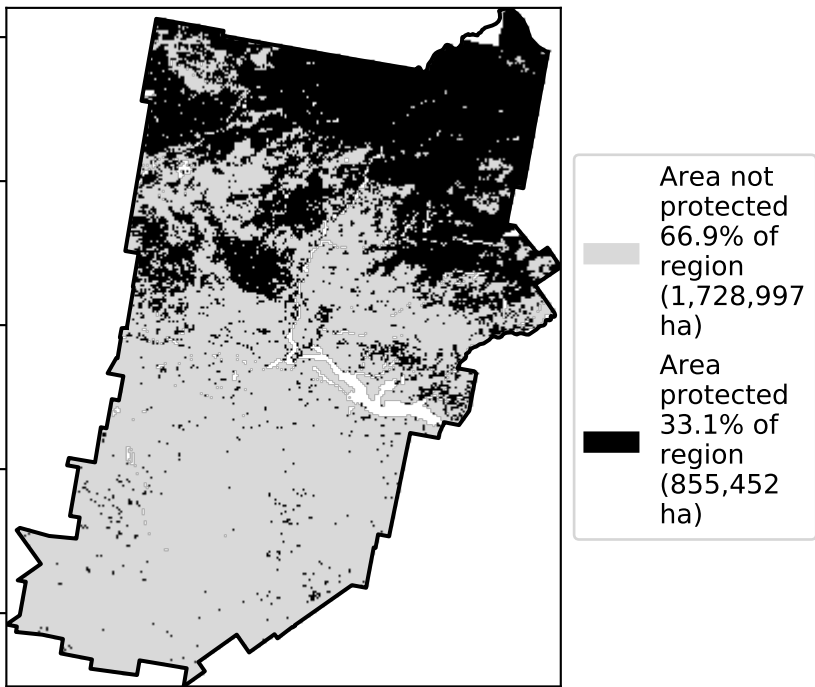 Area not
protected
66.9% of
region
(1,728,997
ha)
Area
protected
33.1% of
region
(855,452
ha)